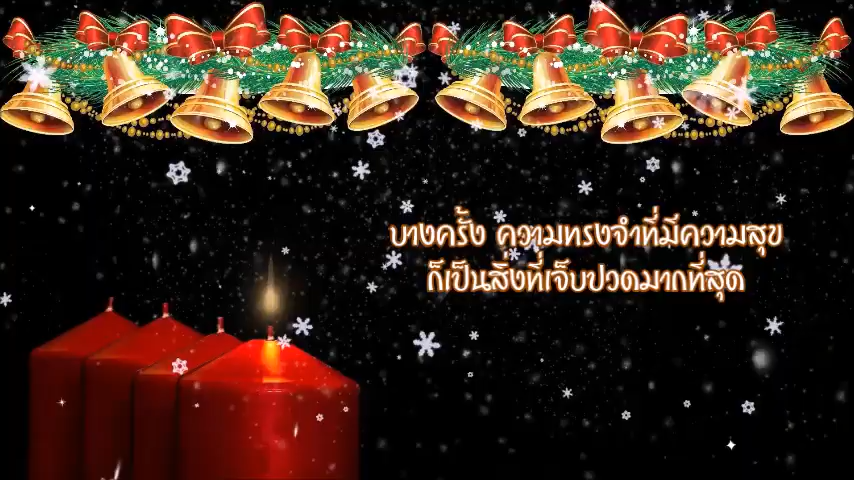 บางครั้ง ความทรงจำที่มีความสุข
ก็เป็นสิ่งที่เจ็บปวดมากที่สุด